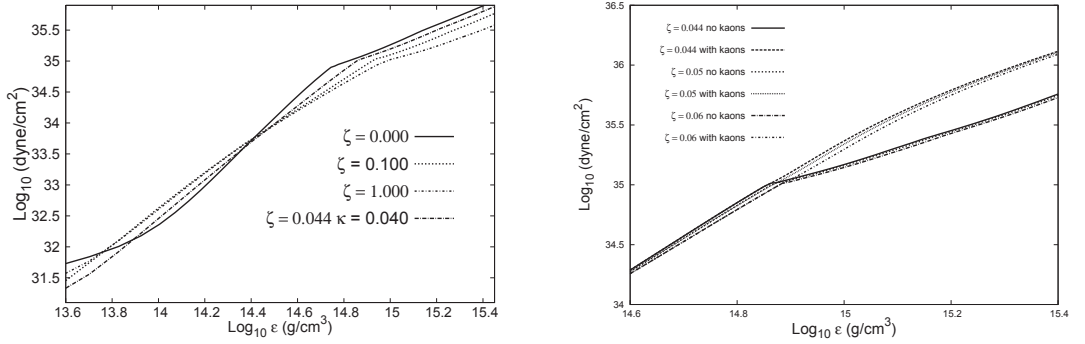 Log10 (dyne/cm2)
35.5
35
34.5
34
33.5
33
32.5
32
31.5
ζ = 0.000
ζ = 0.100
ζ = 1.000
ζ = 0.044 κ = 0.040
13.6 13.8 14 14.2 14.4 14.6 14.8 15 15.2 15.4
Log10 ε (g/cm3)
Log10 (dyne/cm2)
36.5
36
35.5
35
34.5
34
ζ = 0.044 no kaons
ζ = 0.044 with kaons
ζ = 0.05 no kaons
ζ = 0.05 with kaons
ζ = 0.06 no kaons
ζ = 0.06 with kaons
14.6 14.8 15 15.2 15.4
Log10 ε (g/cm3)